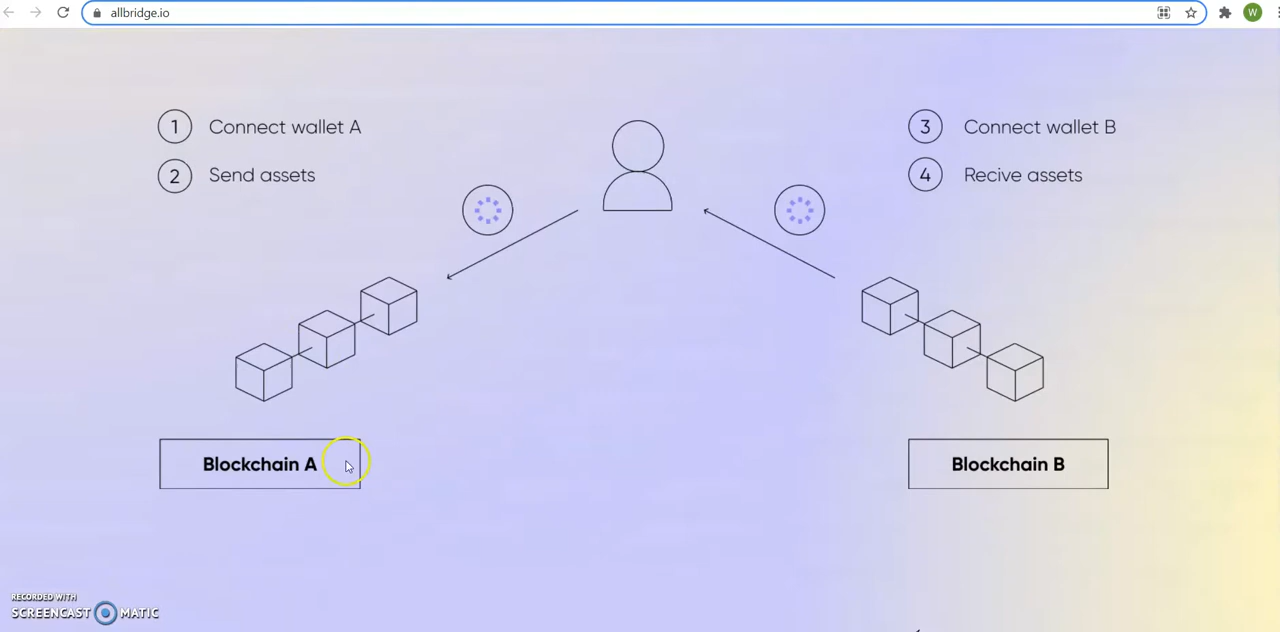 allbridge.io
W
1 Connect wallet A
2 Send assets
3 Connect wallet B
4 Recive assets
Blockchain A
Blockchain B
RECORDED WITH
SCREENCAST MATIC